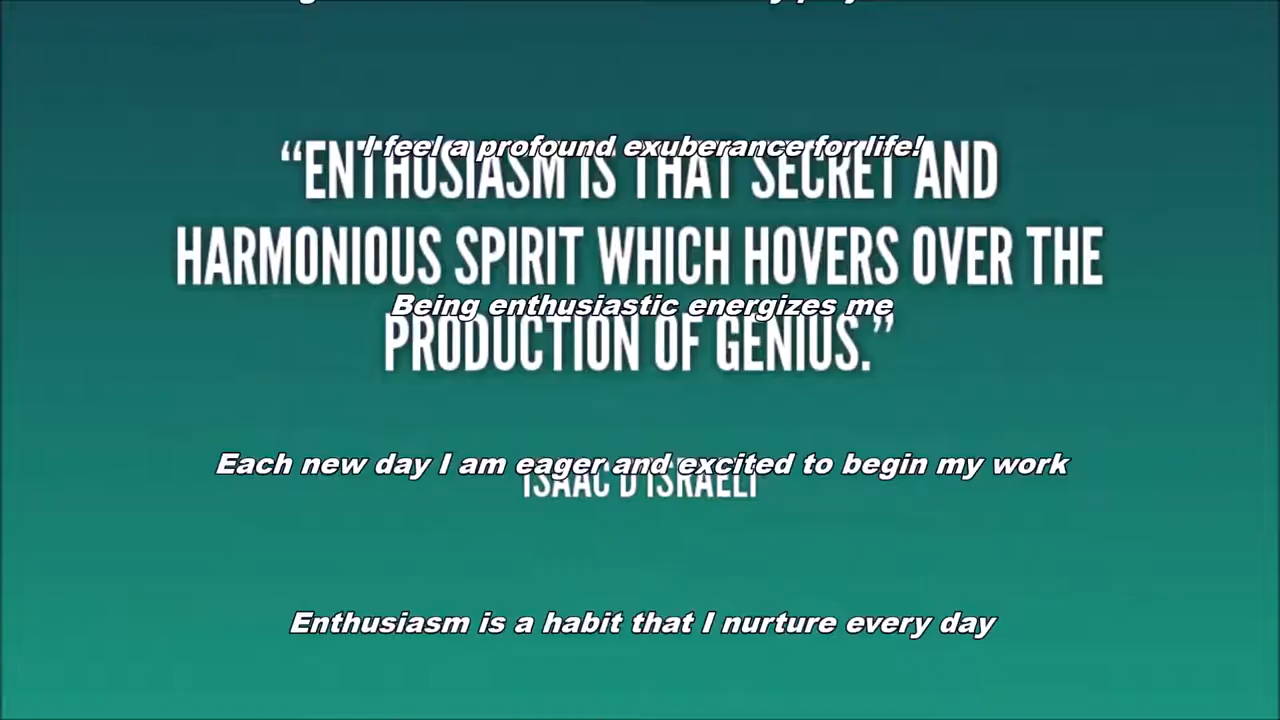 I feel a profound exuberance for life!
“ENTHUSIASM IS THAT SECRET AND
HARMONIOUS SPIRIT WHICH HOVERS OVER THE
Being enthusiastic energizes me
PRODUCTION OF GENIUS.”
Each new day I am eager and excited to begin my work
ISAAC D'ISRAELI
Enthusiasm is a habit that I nurture every day